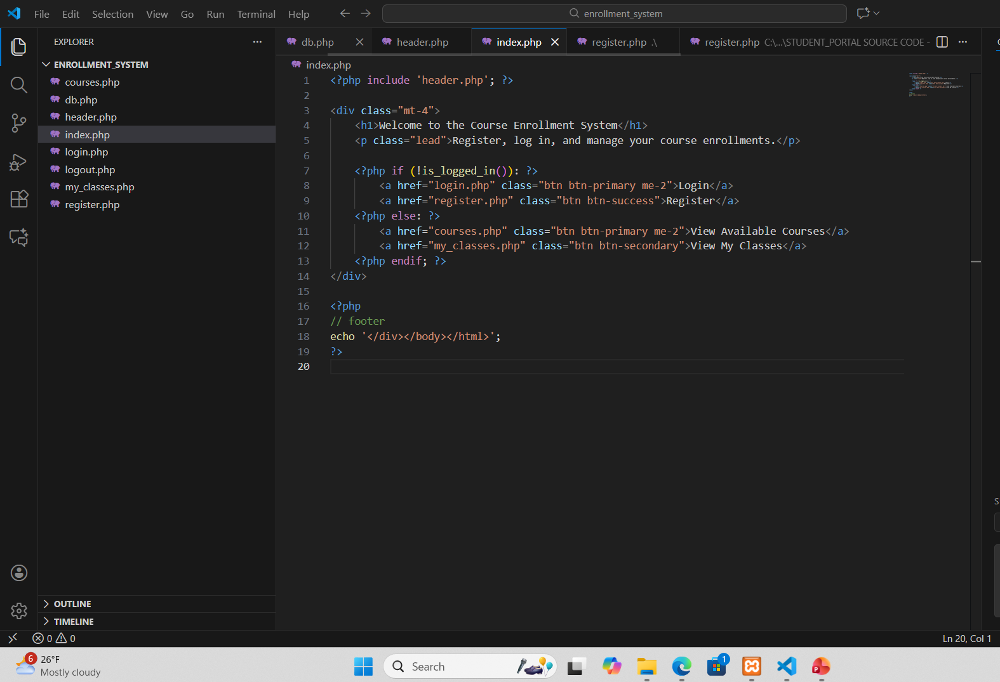 File Edit Selection View Go Run Terminal Help
enrollment_system
EXPLORER
ENROLLMENT_SYSTEM
courses.php
db.php
header.php
index.php
login.php
logout.php
my_classes.php
register.php
OUTLINE
TIMELINE
db.php
header.php
index.php
register.php .\
register.php C:\...\STUDENT_PORTAL SOURCE CODE -
index.php
1 <?php include 'header.php'; ?>
2
3 <div class="mt-4">
4 <h1>Welcome to the Course Enrollment System</h1>
5 <p class="lead">Register, log in, and manage your course enrollments.</p>
6
7 <?php if (!is_logged_in()): ?>
8 <a href="login.php" class="btn btn-primary me-2">Login</a>
9 <a href="register.php" class="btn btn-success">Register</a>
10 <?php else: ?>
11 <a href="courses.php" class="btn btn-primary me-2">View Available Courses</a>
12 <a href="my_classes.php" class="btn btn-secondary">View My Classes</a>
13 <?php endif; ?>
14 </div>
15
16 <?php
17 // footer
18 echo '</div></body></html>';
19 ?>
20
0 0
Ln 20, Col 1
6
26°F
Mostly cloudy
Search
1
P